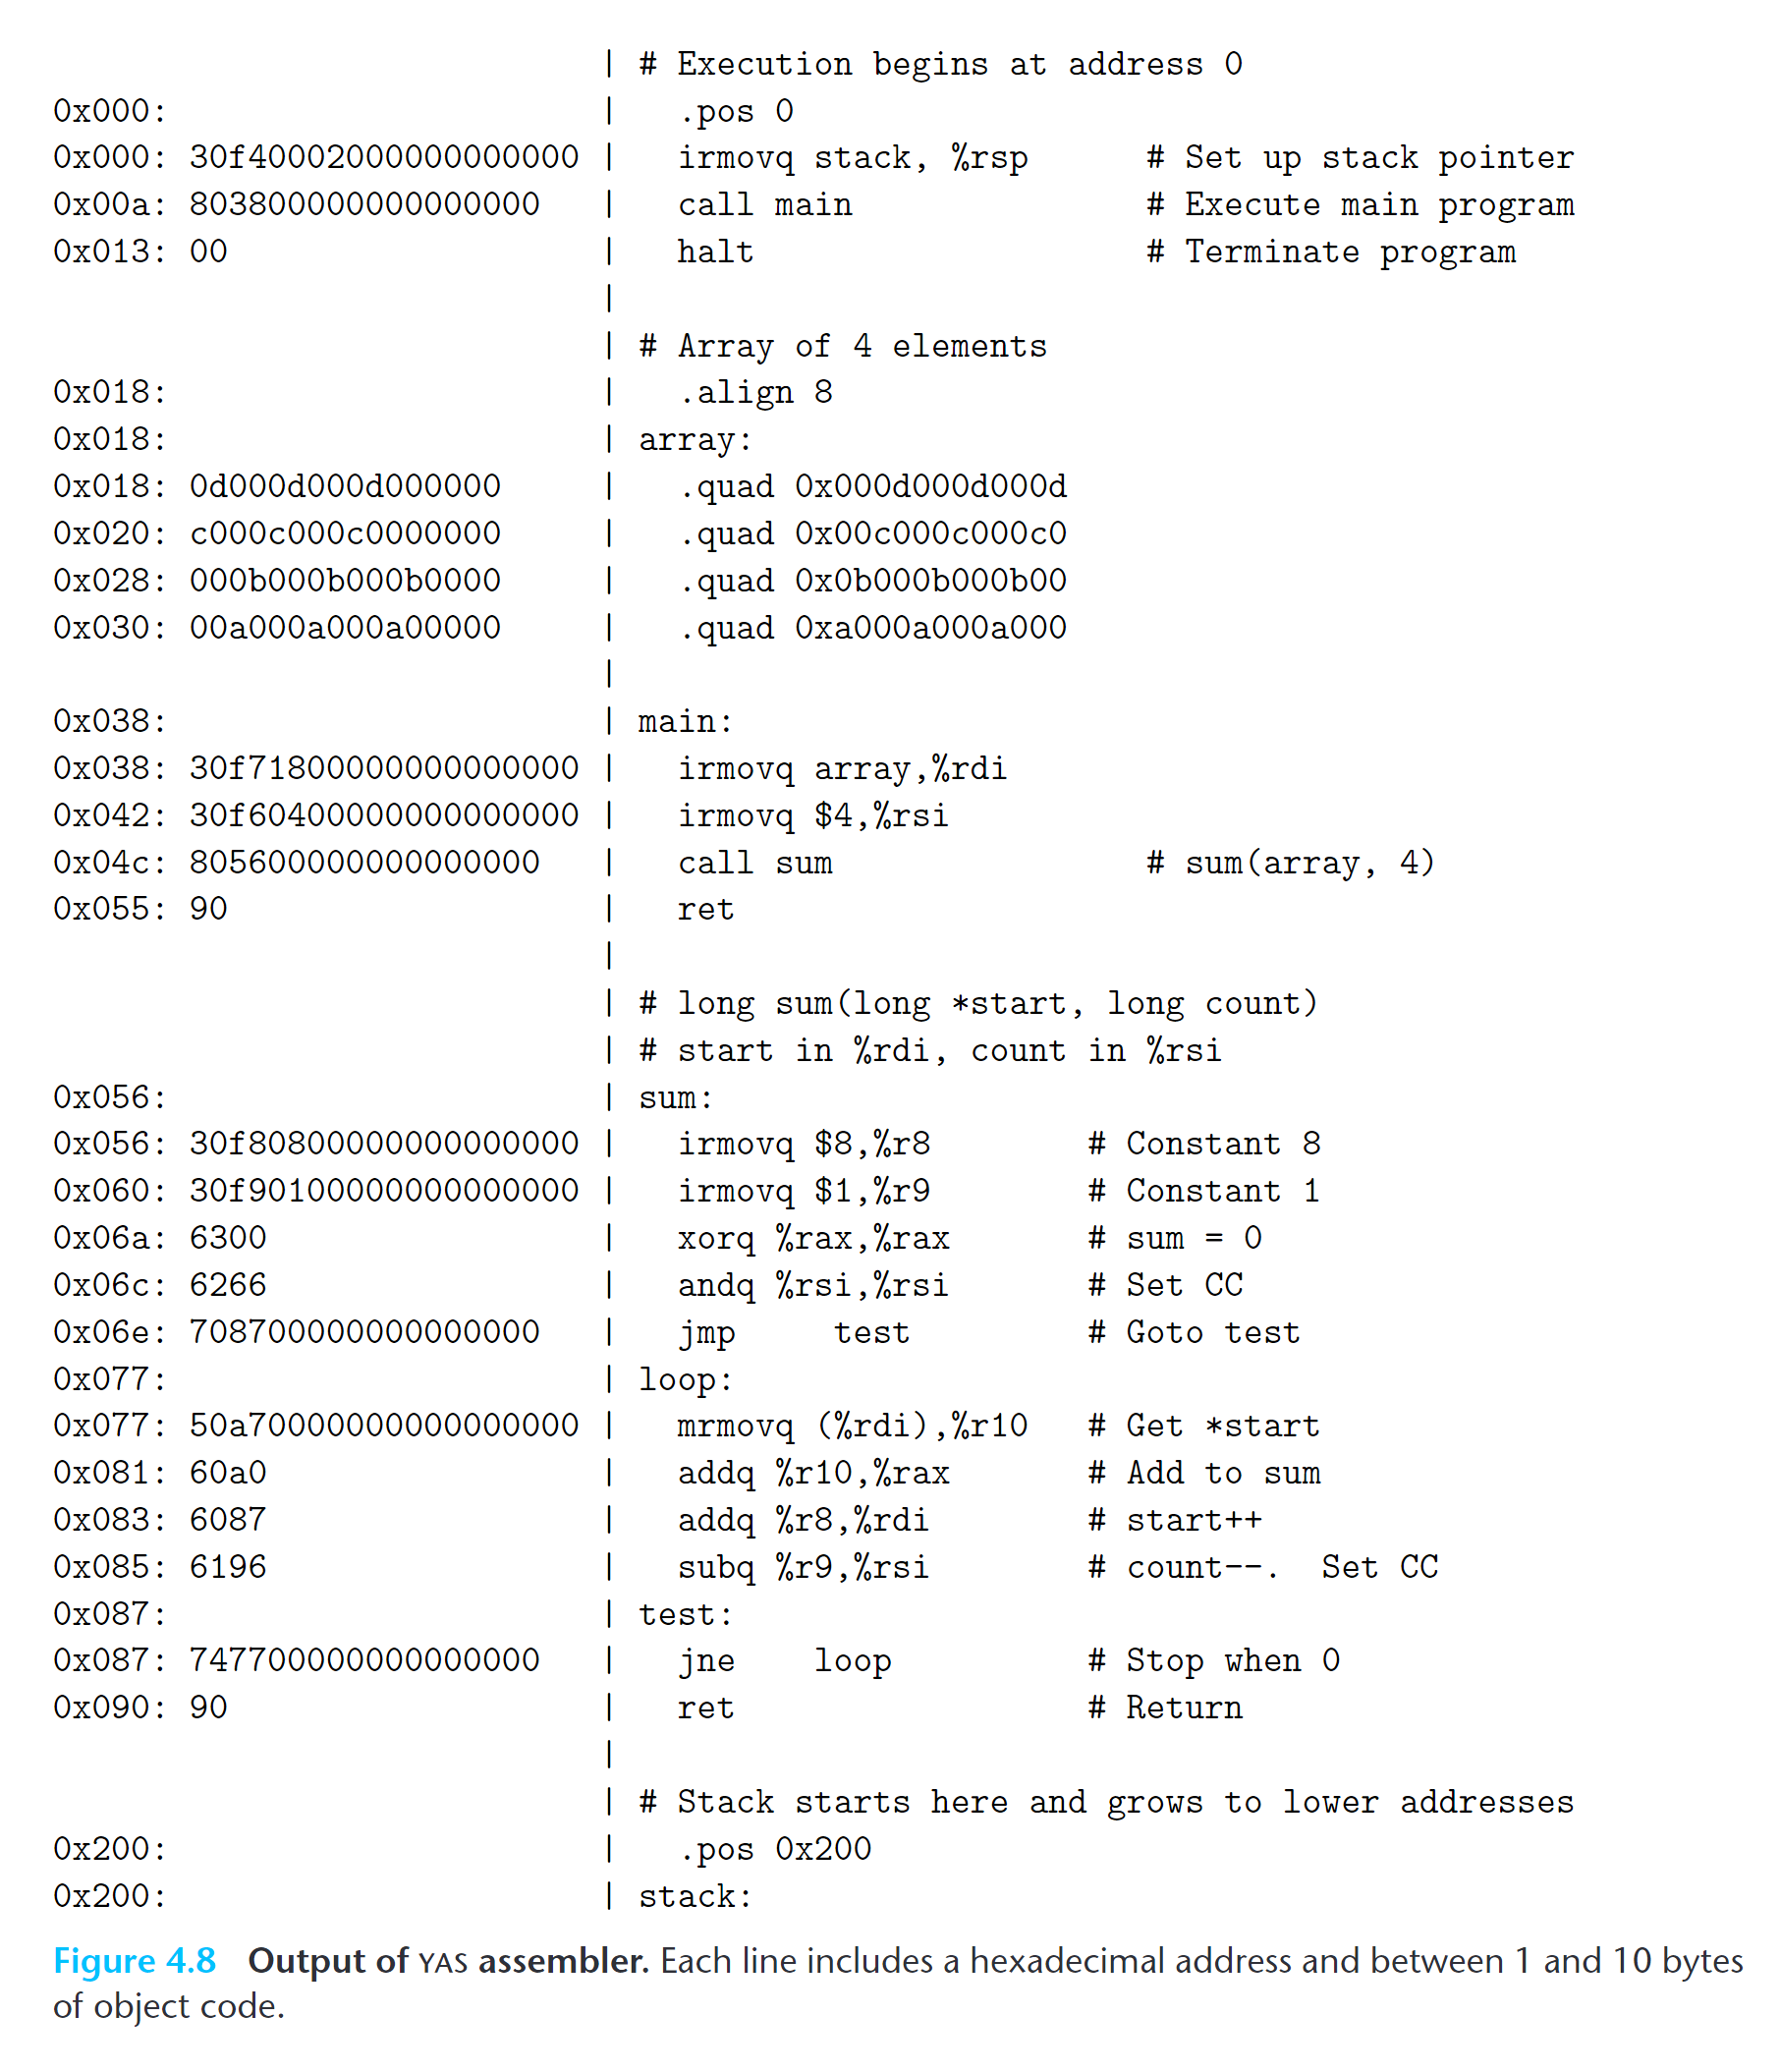 | # Execution begins at address 0
0x000: | .pos 0
0x000: 30f40002000000000000 | irmovq stack, %rsp # Set up stack pointer
0x00a: 803800000000000000 | call main # Execute main program
0x013: 00 | halt # Terminate program
|
| # Array of 4 elements
0x018: | .align 8
0x018: | array:
0x018: 0d000d000d000000 | .quad 0x000d000d000d
0x020: c000c000c0000000 | .quad 0x00c000c000c0
0x028: 000b000b000b0000 | .quad 0x0b000b000b00
0x030: 00a000a000a00000 | .quad 0xa000a000a000
|
0x038: | main:
0x038: 30f71800000000000000 | irmovq array,%rdi
0x042: 30f60400000000000000 | irmovq $4,%rsi
0x04c: 805600000000000000 | call sum # sum(array, 4)
0x055: 90 | ret
|
| # long sum(long *start, long count)
| # start in %rdi, count in %rsi
0x056: | sum:
0x056: 30f80800000000000000 | irmovq $8,%r8 # Constant 8
0x060: 30f90100000000000000 | irmovq $1,%r9 # Constant 1
0x06a: 6300 | xorq %rax,%rax # sum = 0
0x06c: 6266 | andq %rsi,%rsi # Set CC
0x06e: 708700000000000000 | jmp test # Goto test
0x077: | loop:
0x077: 50a70000000000000000 | mrmovq (%rdi),%r10 # Get *start
0x081: 60a0 | addq %r10,%rax # Add to sum
0x083: 6087 | addq %r8,%rdi # start++
0x085: 6196 | subq %r9,%rsi # count--. Set CC
0x087: | test:
0x087: 747700000000000000 | jne loop # Stop when 0
0x090: 90 | ret # Return
|
| # Stack starts here and grows to lower addresses
0x200: | .pos 0x200
0x200: | stack:
Figure 4.8 Output of YAS assembler. Each line includes a hexadecimal address and between 1 and 10 bytes
of object code.